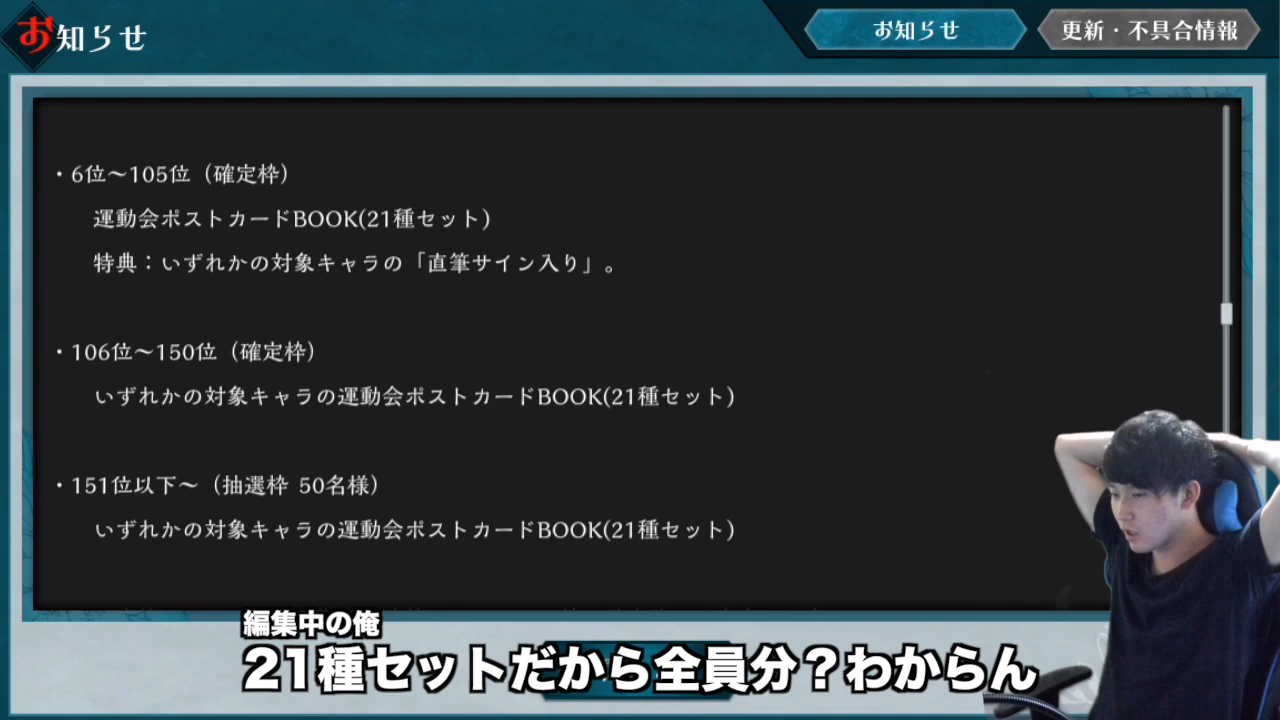 お知らせ
お知らせ
更新・不具合情報
・6位〜105位（確定枠）
運動会ポストカードBOOK(21種セット)
特典：いずれかの対象キャラの「直筆サイン入り」。
・106位〜150位（確定枠）
いずれかの対象キャラの運動会ポストカードBOOK(21種セット)
・151位以下〜（抽選枠 50名様）
いずれかの対象キャラの運動会ポストカードBOOK(21種セット)
編集中の俺
21種セットだから全員分？わからん